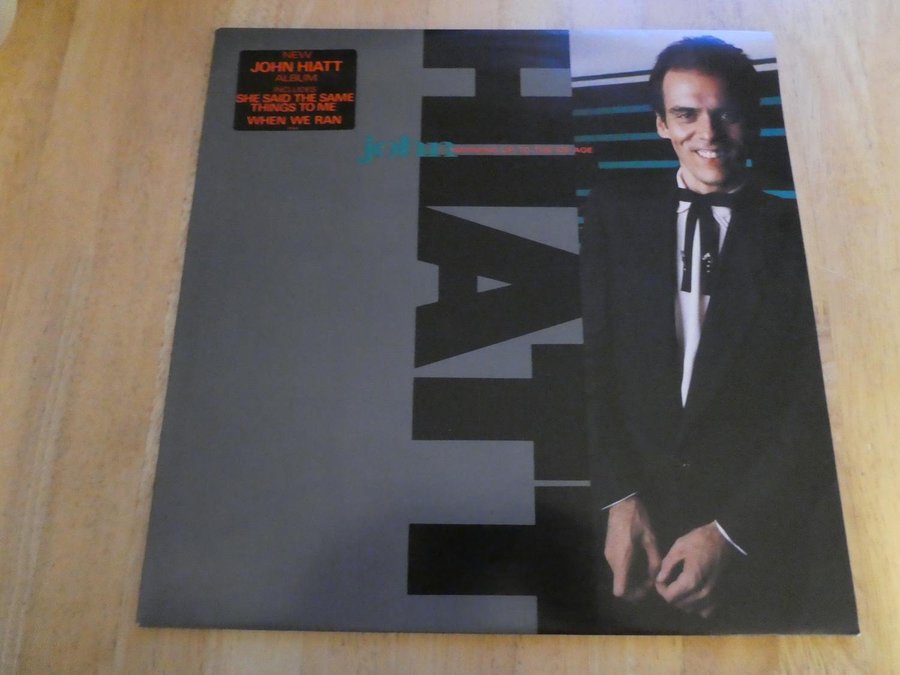 NEW
JOHN HIATT
ALBUM
INCLUDES
SHE SAID THE SAME
THINGS TO ME
WHEN WE RAN
john
WARMING UP TO THE ICE AGE
HIATT